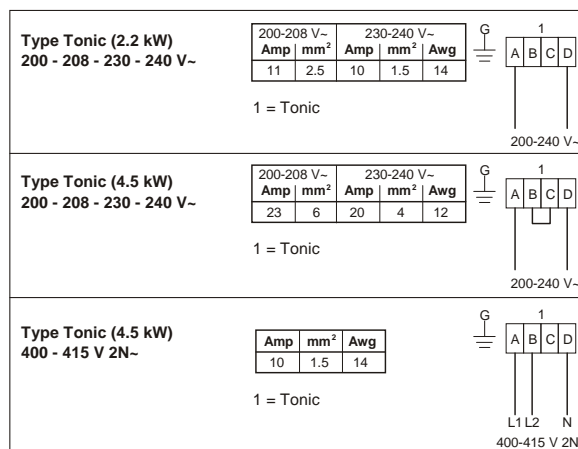 Type Tonic (2.2 kW)
200 - 208 - 230 - 240 V~
200-208 V~ 230-240 V~
Amp mm² Amp mm² Awg
11 2.5 10 1.5 14
1 = Tonic
G 1
A B C D
200-240 V~
Type Tonic (4.5 kW)
200 - 208 - 230 - 240 V~
200-208 V~ 230-240 V~
Amp mm² Amp mm² Awg
23 6 20 4 12
1 = Tonic
G 1
A B C D
200-240 V~
Type Tonic (4.5 kW)
400 - 415 V 2N~
Amp mm² Awg
10 1.5 14
1 = Tonic
G 1
A B C D
L1 L2 N
400-415 V 2N